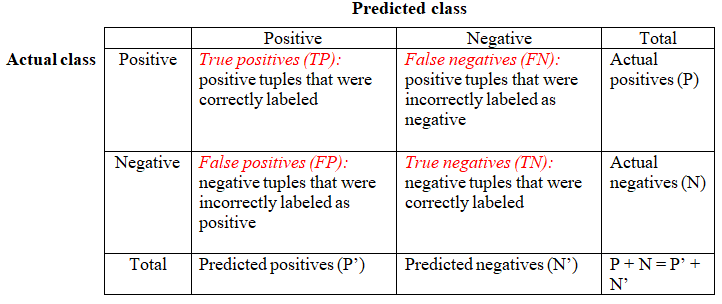 Predicted class
Positive Negative Total
Actual class Positive True positives (TP): False negatives (FN): Actual
positive tuples that were positive tuples that were positives (P)
correctly labeled incorrectly labeled as
negative
Negative False positives (FP): True negatives (TN): Actual
negative tuples that were negative tuples that were negatives (N)
incorrectly labeled as correctly labeled
positive
Total Predicted positives (P’) Predicted negatives (N’) P + N = P’ +
N’